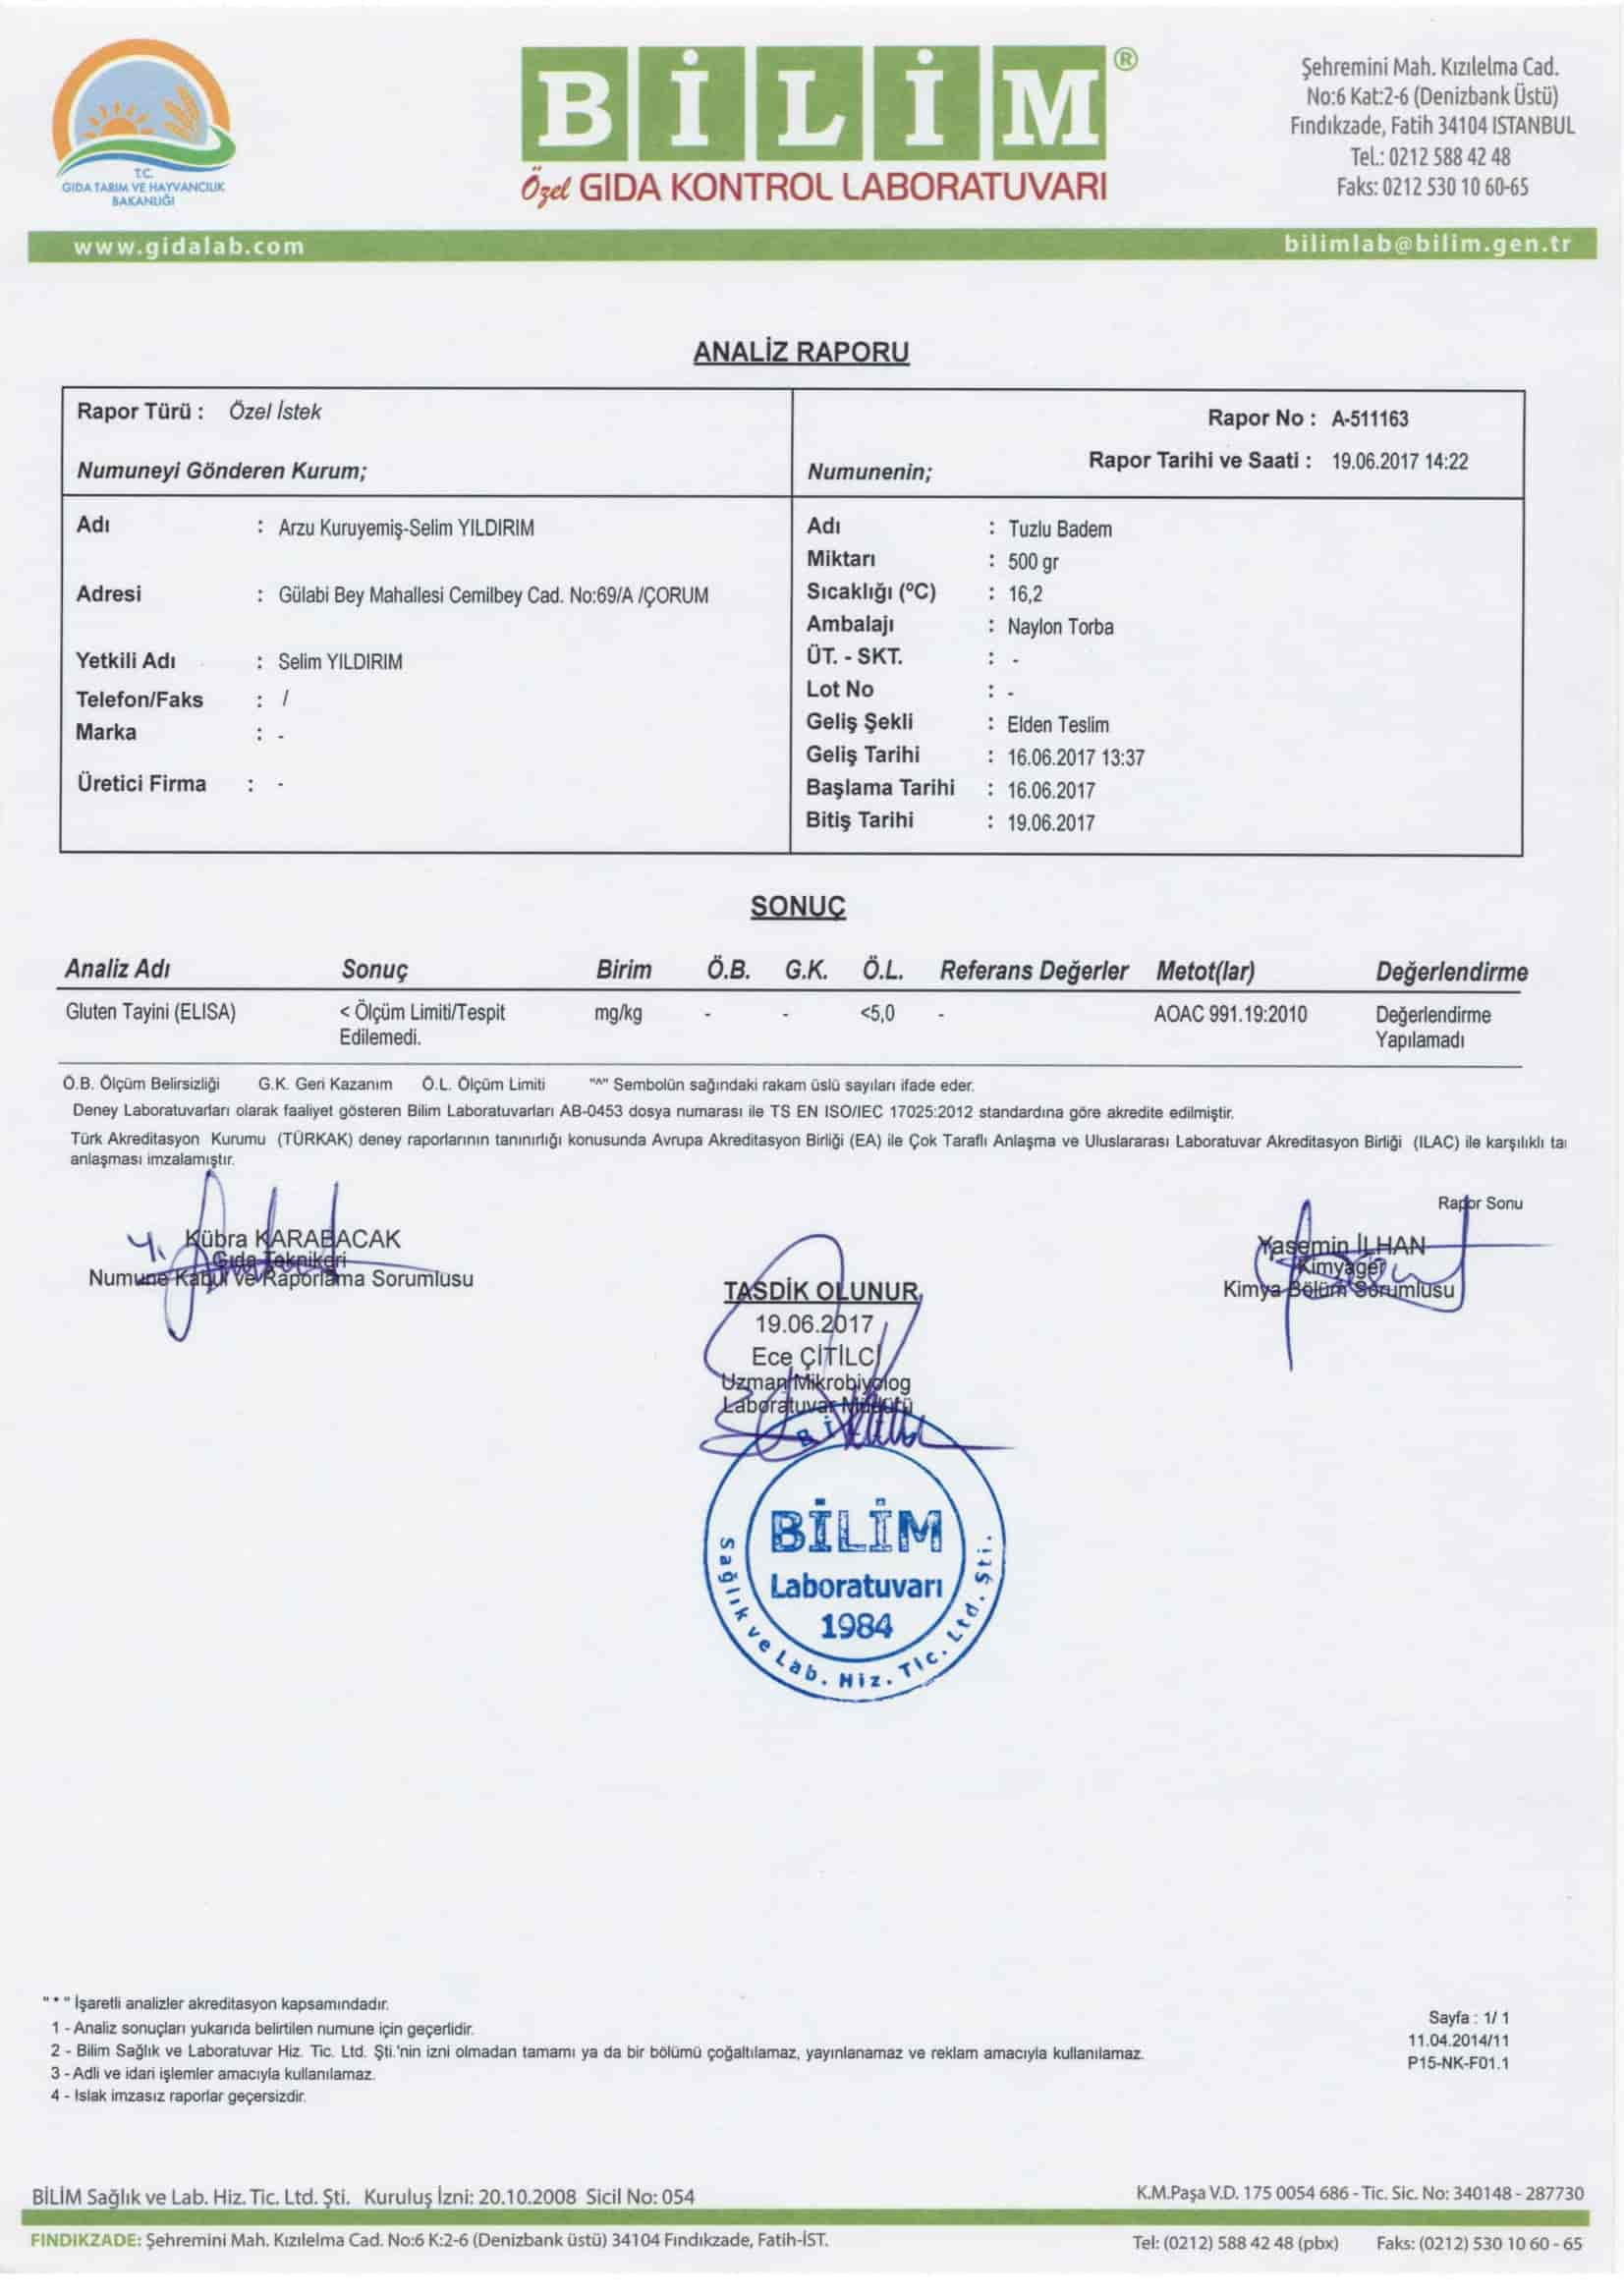 T.C.
GIDA TARIM VE HAYVANCILIK
BAKANLIĞI
BİLİM®
Özel GIDA KONTROL LABORATUVARI
Şehremini Mah. Kızılelma Cad.
No:6 Kat:2-6 (Denizbank Üstü)
Fındıkzade, Fatih 34104 ISTANBUL
Tel.: 0212 588 42 48
Faks: 0212 530 10 60-65
www.gidalab.com bilimlab@bilim.gen.tr
ANALİZ RAPORU
Rapor Türü : Özel İstek
Numuneyi Gönderen Kurum;
Rapor No : A-511163
Rapor Tarihi ve Saati : 19.06.2017 14:22
Numunenin;
Adı : Arzu Kuruyemiş-Selim YILDIRIM
Adresi : Gülabi Bey Mahallesi Cemilbey Cad. No:69/A /ÇORUM
Yetkili Adı : Selim YILDIRIM
Telefon/Faks : /
Marka : -
Üretici Firma : -
Adı : Tuzlu Badem
Miktarı : 500 gr
Sıcaklığı (ºC) : 16,2
Ambalajı : Naylon Torba
ÜT. - SKT. : -
Lot No : -
Geliş Şekli : Elden Teslim
Geliş Tarihi : 16.06.2017 13:37
Başlama Tarihi : 16.06.2017
Bitiş Tarihi : 19.06.2017
SONUÇ
Analiz Adı Sonuç Birim Ö.B. G.K. Ö.L. Referans Değerler Metot(lar) Değerlendirme
Gluten Tayini (ELISA) < Ölçüm Limiti/Tespit mg/kg - - <5,0 - AOAC 991.19:2010 Değerlendirme
Edilemedi. Yapılamadı
Ö.B. Ölçüm Belirsizliği G.K. Geri Kazanım Ö.L. Ölçüm Limiti "^" Sembolün sağındaki rakam üslü sayıları ifade eder.
Deney Laboratuvarları olarak faaliyet gösteren Bilim Laboratuvarları AB-0453 dosya numarası ile TS EN ISO/IEC 17025:2012 standardına göre akredite edilmiştir.
Türk Akreditasyon Kurumu (TÜRKAK) deney raporlarının tanınırlığı konusunda Avrupa Akreditasyon Birliği (EA) ile Çok Taraflı Anlaşma ve Uluslararası Laboratuvar Akreditasyon Birliği (ILAC) ile karşılıklı ta
anlaşması imzalamıştır.
Rapor Sonu
Kübra KARABACAK
Gıda Teknikeri
Numune Kabul ve Raporlama Sorumlusu
Yasemin İLHAN
Kimyager
Kimya Bölüm Sorumlusu
TASDİK OLUNUR,
19.06.2017
Ece ÇİTİLCİ
Uzman Mikrobiyolog
Laboratuvar Müdürü
BİLİM
BİLİM
Laboratuvarı
1984
Sağlık ve Lab. Hiz. Tic. Ltd. Şti.
" * " İşaretli analizler akreditasyon kapsamındadır.
1 - Analiz sonuçları yukarıda belirtilen numune için geçerlidir.
2 - Bilim Sağlık ve Laboratuvar Hiz. Tic. Ltd. Şti.'nin izni olmadan tamamı ya da bir bölümü çoğaltılamaz, yayınlanamaz ve reklam amacıyla kullanılamaz.
3 - Adli ve idari işlemler amacıyla kullanılamaz.
4 - Islak imzasız raporlar geçersizdir.
Sayfa : 1/ 1
11.04.2014/11
P15-NK-F01.1
BİLİM Sağlık ve Lab. Hiz. Tic. Ltd. Şti. Kuruluş İzni: 20.10.2008 Sicil No: 054
K.M.Paşa V.D. 175 0054 686 - Tic. Sic. No: 340148 - 287730
FINDIKZADE: Şehremini Mah. Kızılelma Cad. No:6 K:2-6 (Denizbank üstü) 34104 Fındıkzade, Fatih-İST.
Tel: (0212) 588 42 48 (pbx) Faks: (0212) 530 10 60 - 65